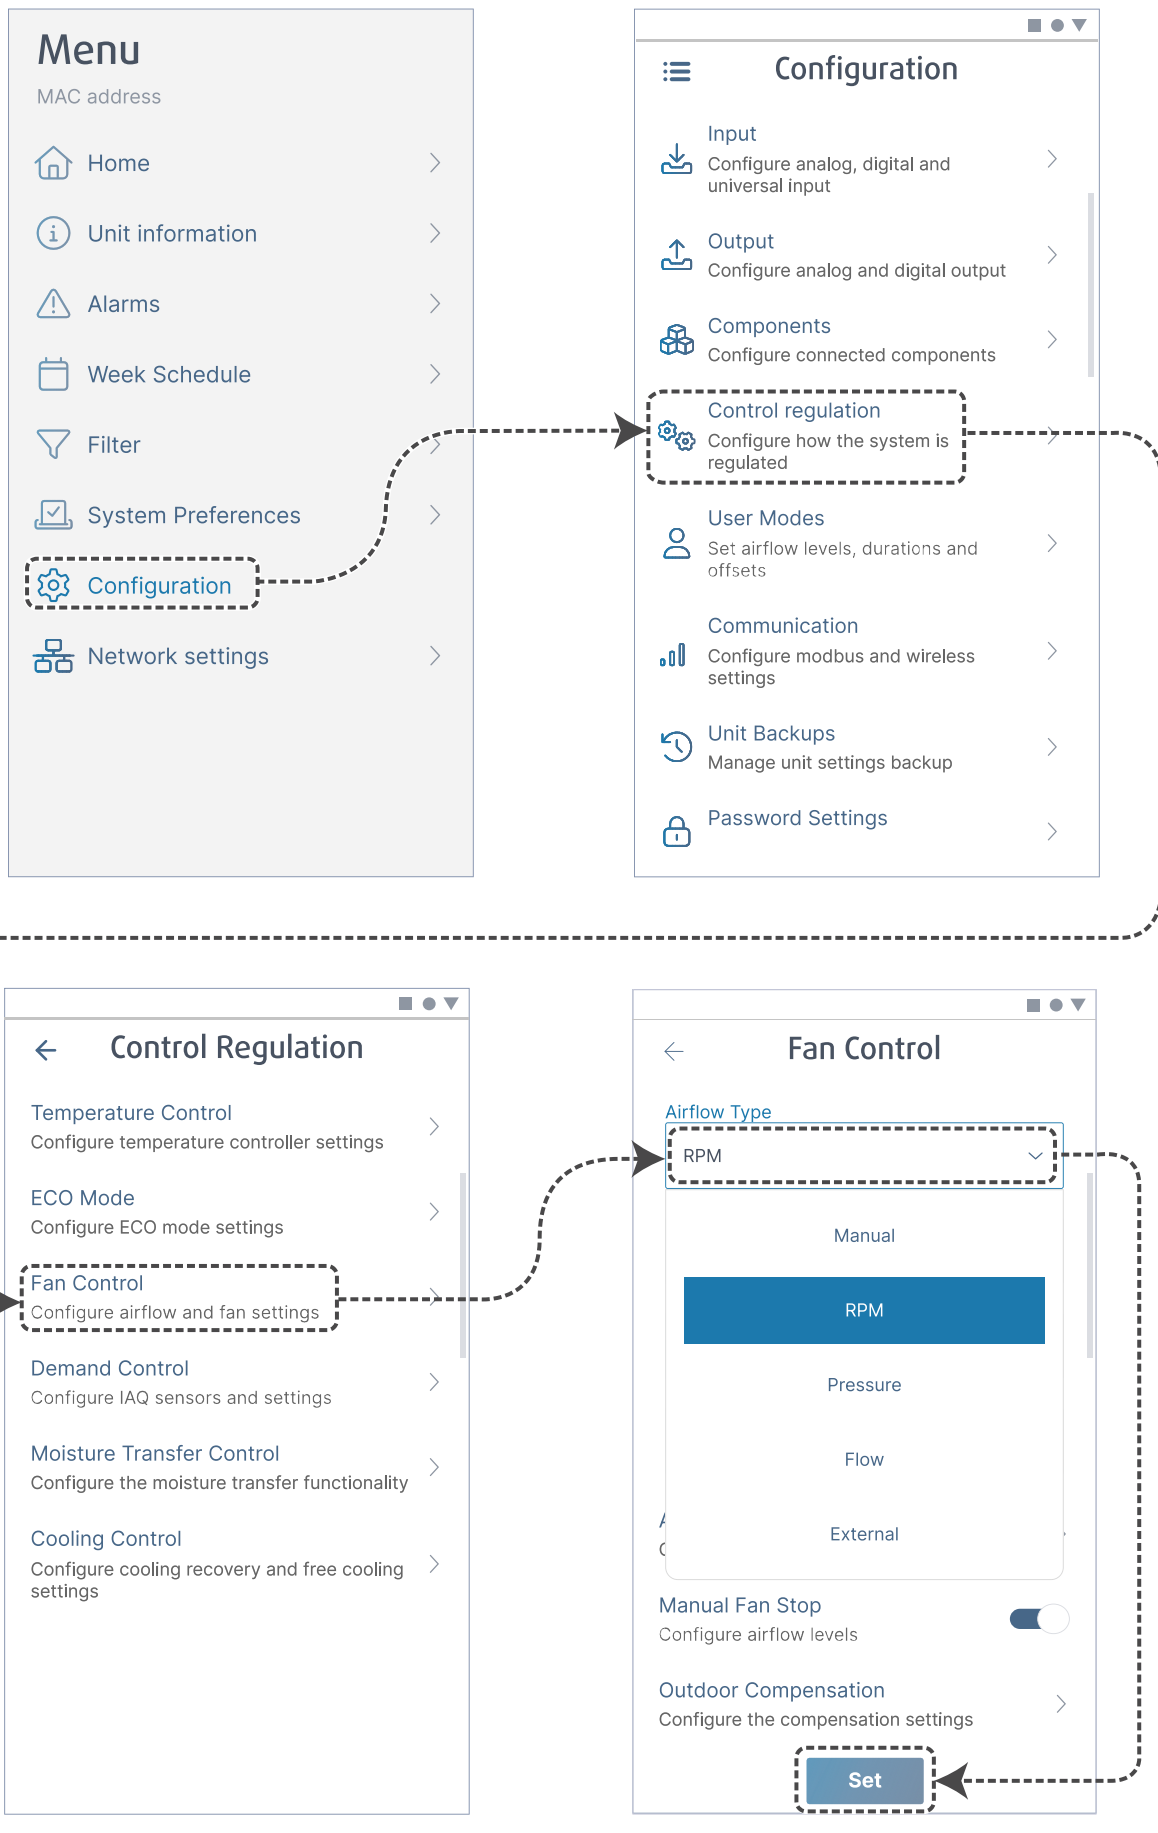 Menu
MAC address
Home
Unit information
Alarms
Week Schedule
Filter
System Preferences
Configuration
Network settings
Configuration
Input
Configure analog, digital and
universal input
Output
Configure analog and digital output
Components
Configure connected components
Control regulation
Configure how the system is
regulated
User Modes
Set airflow levels, durations and
offsets
Communication
Configure modbus and wireless
settings
Unit Backups
Manage unit settings backup
Password Settings
Control Regulation
Temperature Control
Configure temperature controller settings
ECO Mode
Configure ECO mode settings
Fan Control
Configure airflow and fan settings
Demand Control
Configure IAQ sensors and settings
Moisture Transfer Control
Configure the moisture transfer functionality
Cooling Control
Configure cooling recovery and free cooling
settings
Fan Control
Airflow Type
RPM
Manual
RPM
Pressure
Flow
External
Manual Fan Stop
Configure airflow levels
Outdoor Compensation
Configure the compensation settings
Set